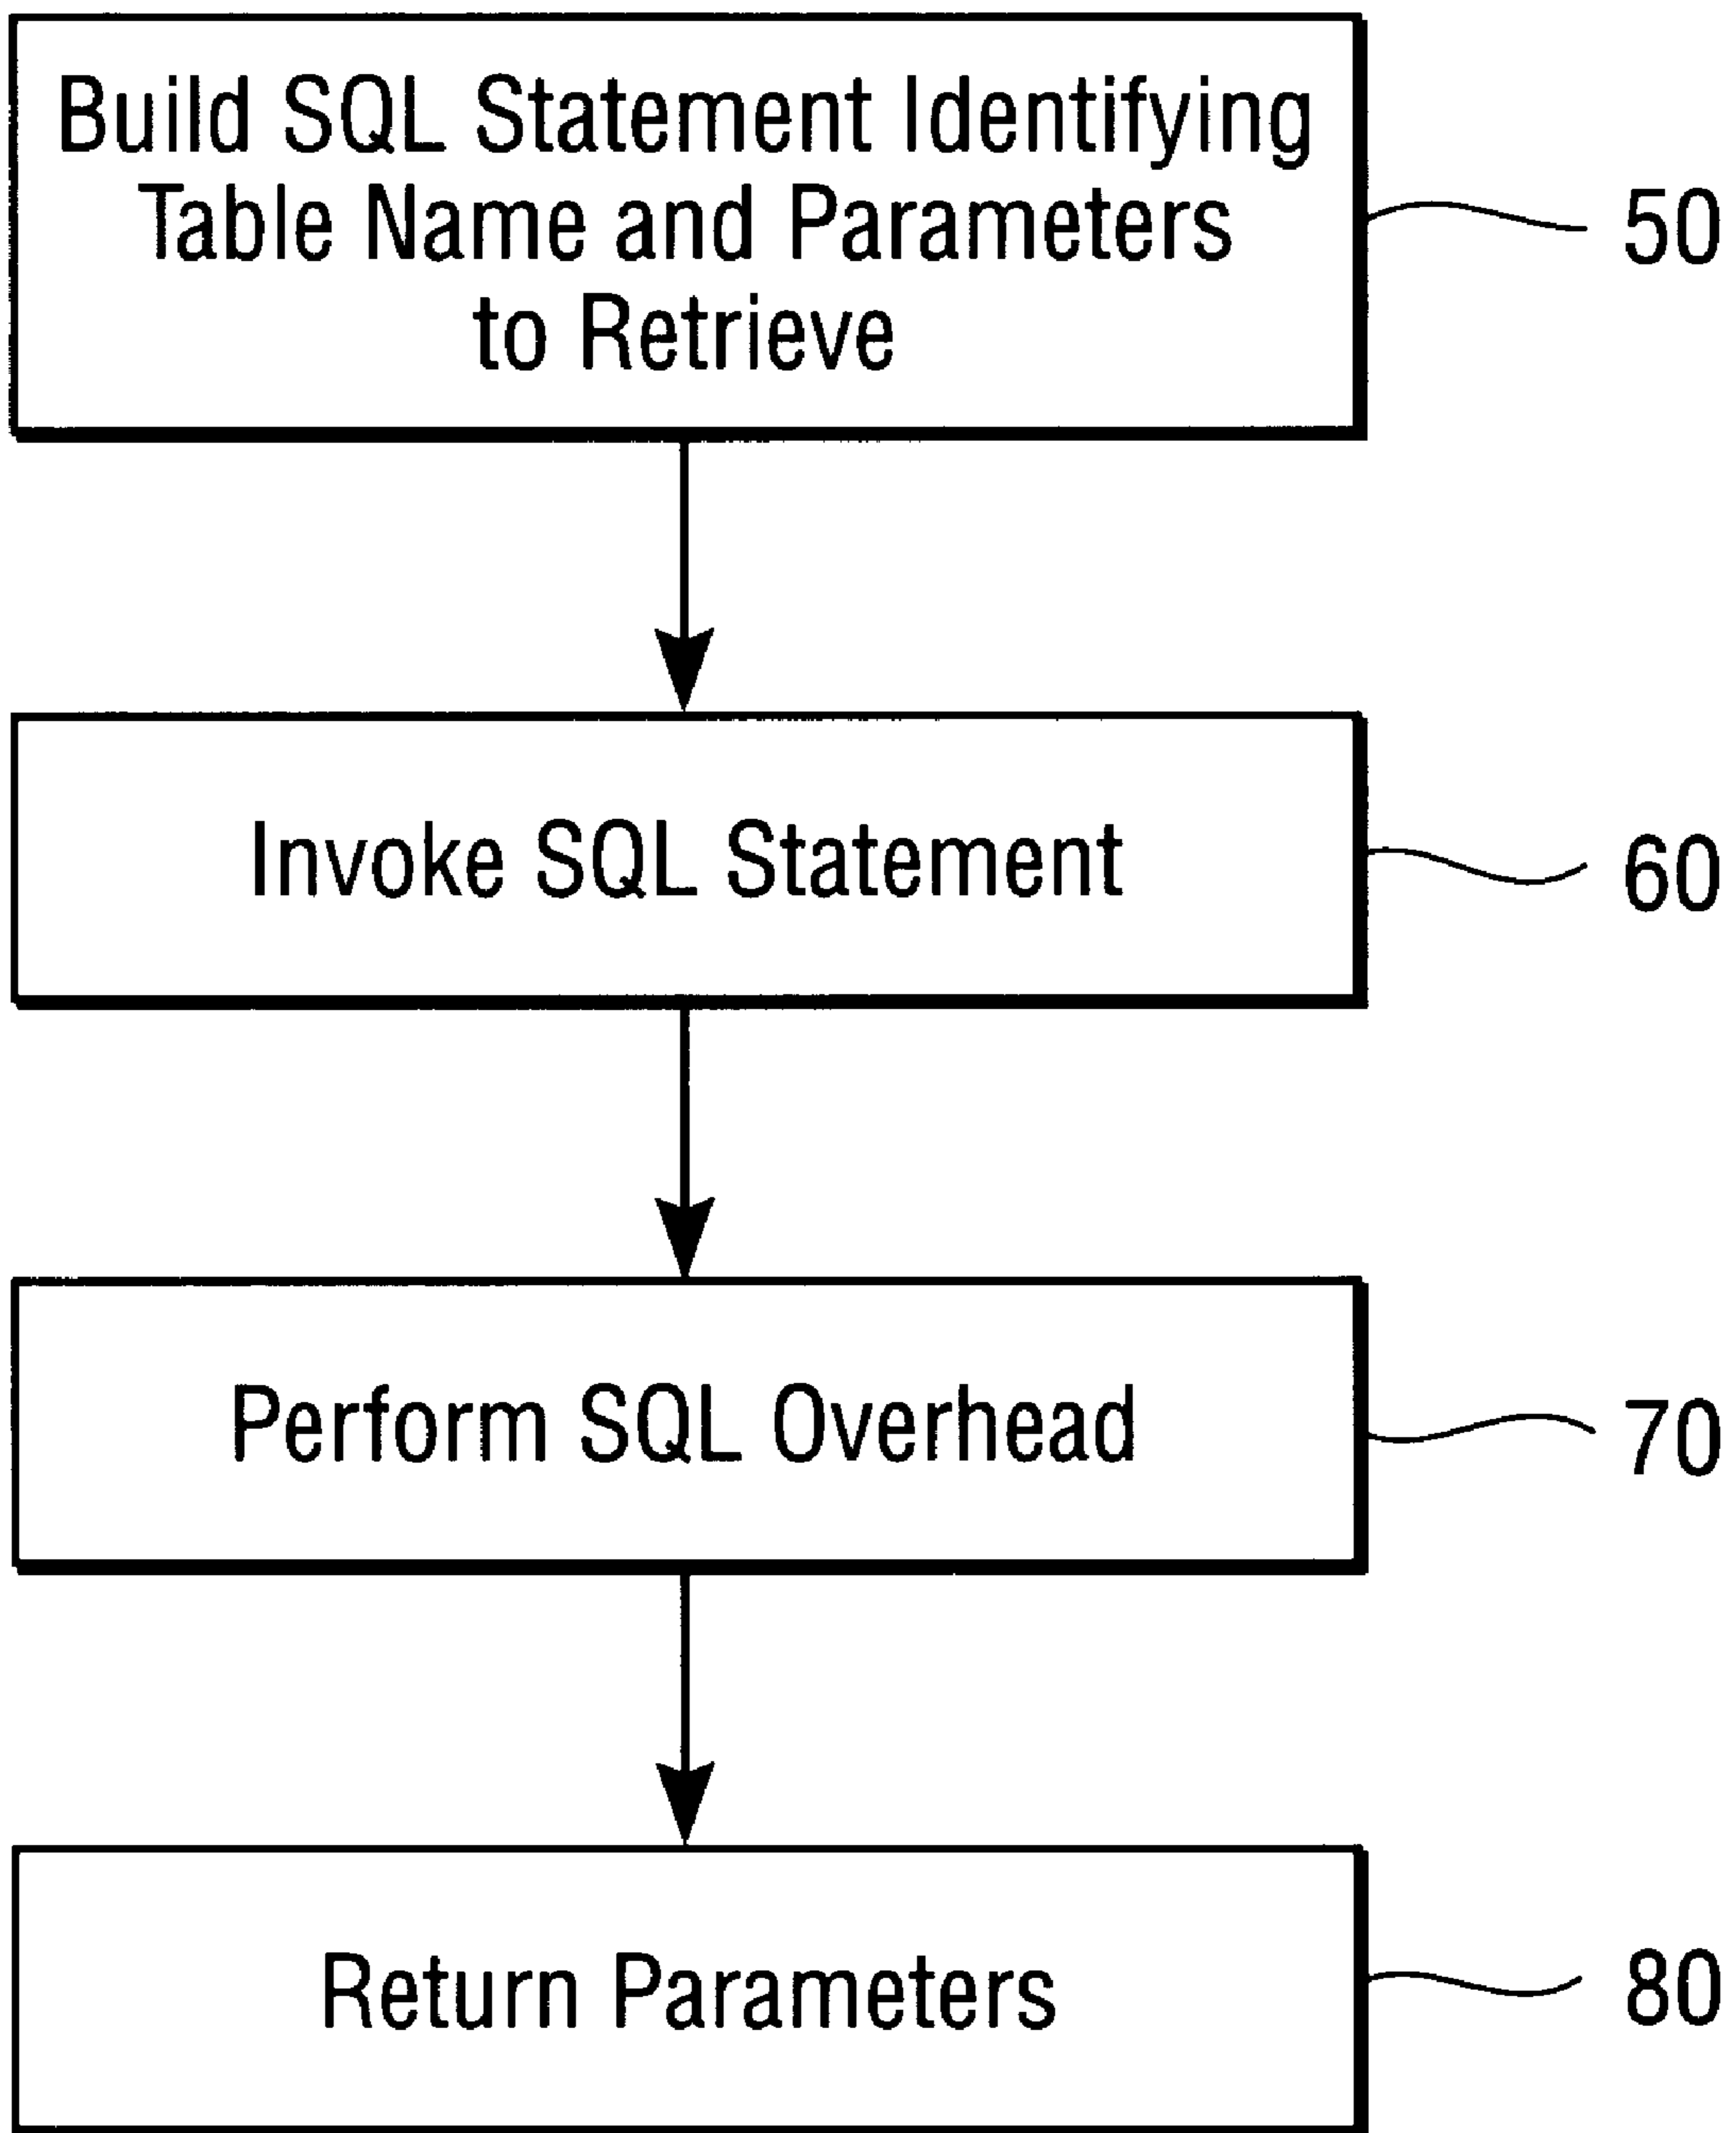 Build SQL Statement Identifying
Table Name and Parameters
to Retrieve
50
Invoke SQL Statement
60
Perform SQL Overhead
70
Return Parameters
80